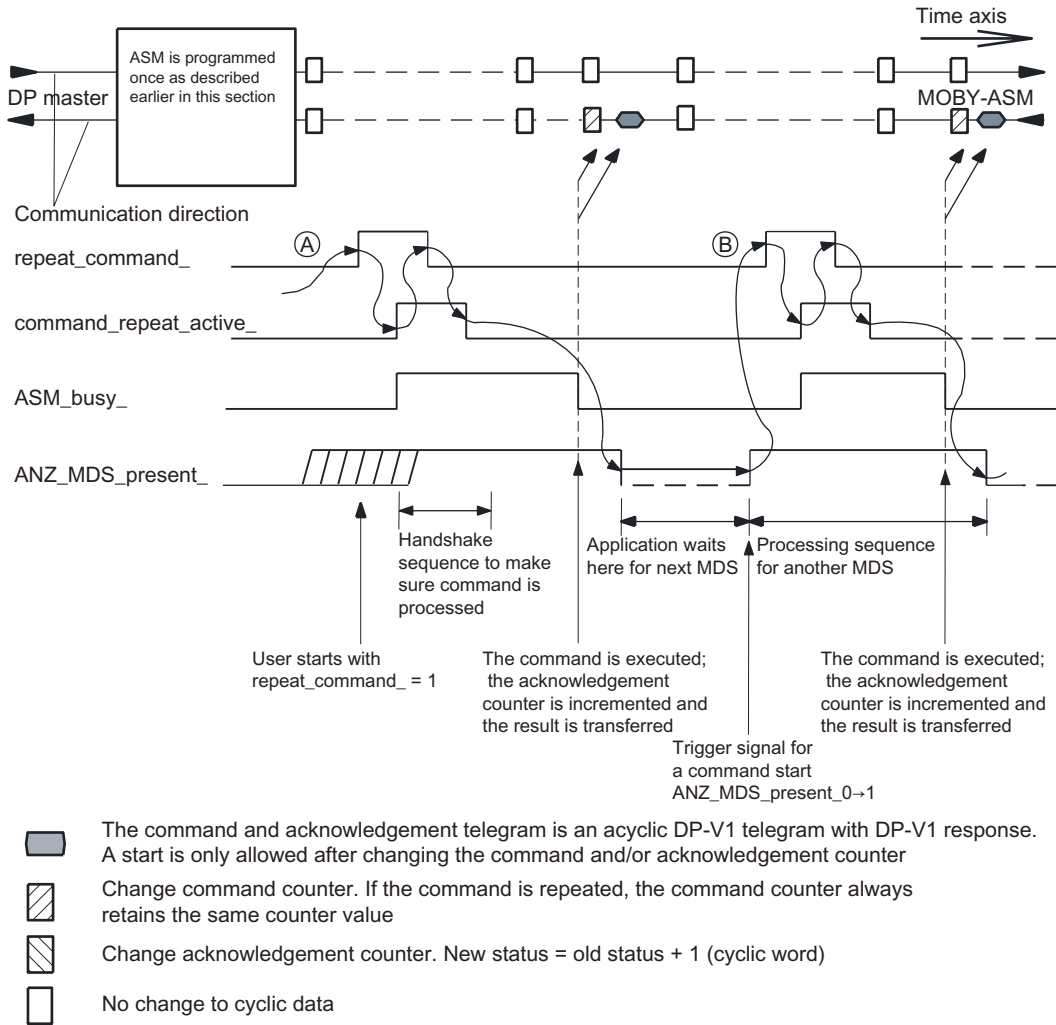 Time axis
ASM is programmed
once as described
earlier in this section
DP master
MOBY-ASM
Communication direction
A
B
repeat_command_
command_repeat_active_
ASM_busy_
ANZ_MDS_present_
Handshake
sequence to make
sure command is
processed
Application waits
here for next MDS
Processing sequence
for another MDS
User starts with
repeat_command_ = 1
The command is executed;
the acknowledgement
counter is incremented and
the result is transferred
The command is executed;
the acknowledgement
counter is incremented and
the result is transferred
Trigger signal for
a command start
ANZ_MDS_present_0→1
The command and acknowledgement telegram is an acyclic DP-V1 telegram with DP-V1 response.
A start is only allowed after changing the command and/or acknowledgement counter
Change command counter. If the command is repeated, the command counter always
retains the same counter value
Change acknowledgement counter. New status = old status + 1 (cyclic word)
No change to cyclic data